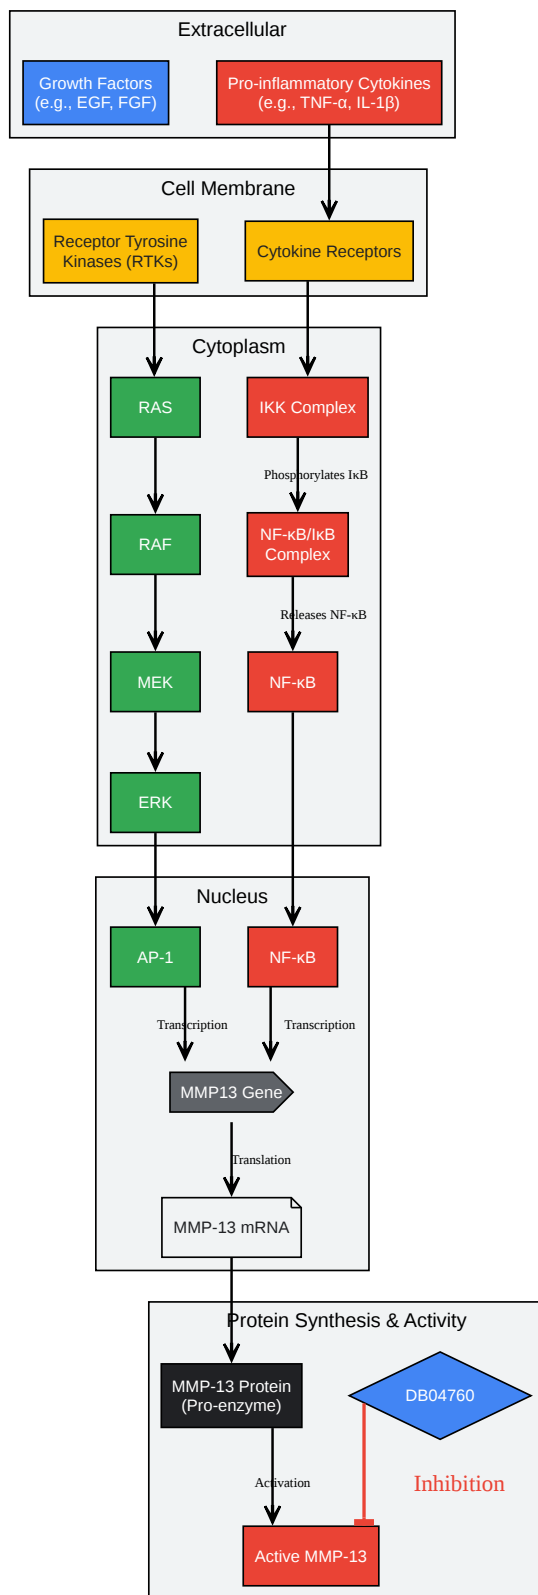 Extracellular
Growth Factors
(e.g., EGF, FGF)
Pro-inflammatory Cytokines
(e.g., TNF-α, IL-1β)
Cell Membrane
Receptor Tyrosine
Kinases (RTKs)
Cytokine Receptors
Cytoplasm
RAS
IKK Complex
Phosphorylates IκB
RAF
NF-κB/IκB
Complex
Releases NF-κB
MEK
NF-κB
ERK
Nucleus
AP-1
NF-κB
Transcription
Transcription
MMP13 Gene
Translation
MMP-13 mRNA
Protein Synthesis & Activity
MMP-13 Protein
(Pro-enzyme)
DB04760
Activation
Inhibition
Active MMP-13